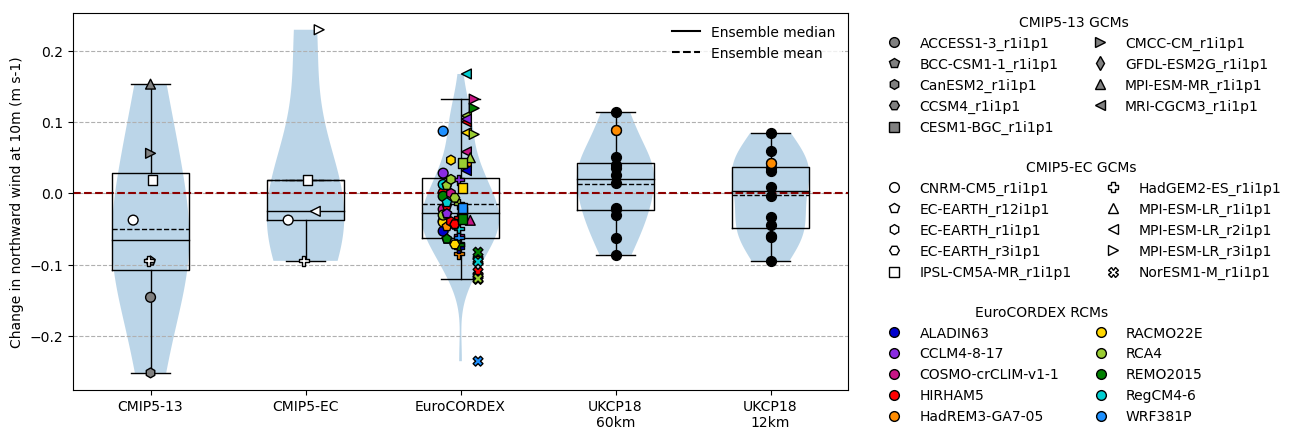 Change in northward wind at 10m (m s-1)
0.2
0.1
0.0
−0.1
−0.2
Ensemble median
Ensemble mean
CMIP5-13
CMIP5-EC
EuroCORDEX
UKCP18
60km
UKCP18
12km
CMIP5-13 GCMs
ACCESS1-3_r1i1p1
BCC-CSM1-1_r1i1p1
CanESM2_r1i1p1
CCSM4_r1i1p1
CESM1-BGC_r1i1p1
CMCC-CM_r1i1p1
GFDL-ESM2G_r1i1p1
MPI-ESM-MR_r1i1p1
MRI-CGCM3_r1i1p1
CMIP5-EC GCMs
CNRM-CM5_r1i1p1
EC-EARTH_r12i1p1
EC-EARTH_r1i1p1
EC-EARTH_r3i1p1
IPSL-CM5A-MR_r1i1p1
HadGEM2-ES_r1i1p1
MPI-ESM-LR_r1i1p1
MPI-ESM-LR_r2i1p1
MPI-ESM-LR_r3i1p1
NorESM1-M_r1i1p1
EuroCORDEX RCMs
ALADIN63
CCLM4-8-17
COSMO-crCLIM-v1-1
HIRHAM5
HadREM3-GA7-05
RACMO22E
RCA4
REMO2015
RegCM4-6
WRF381P